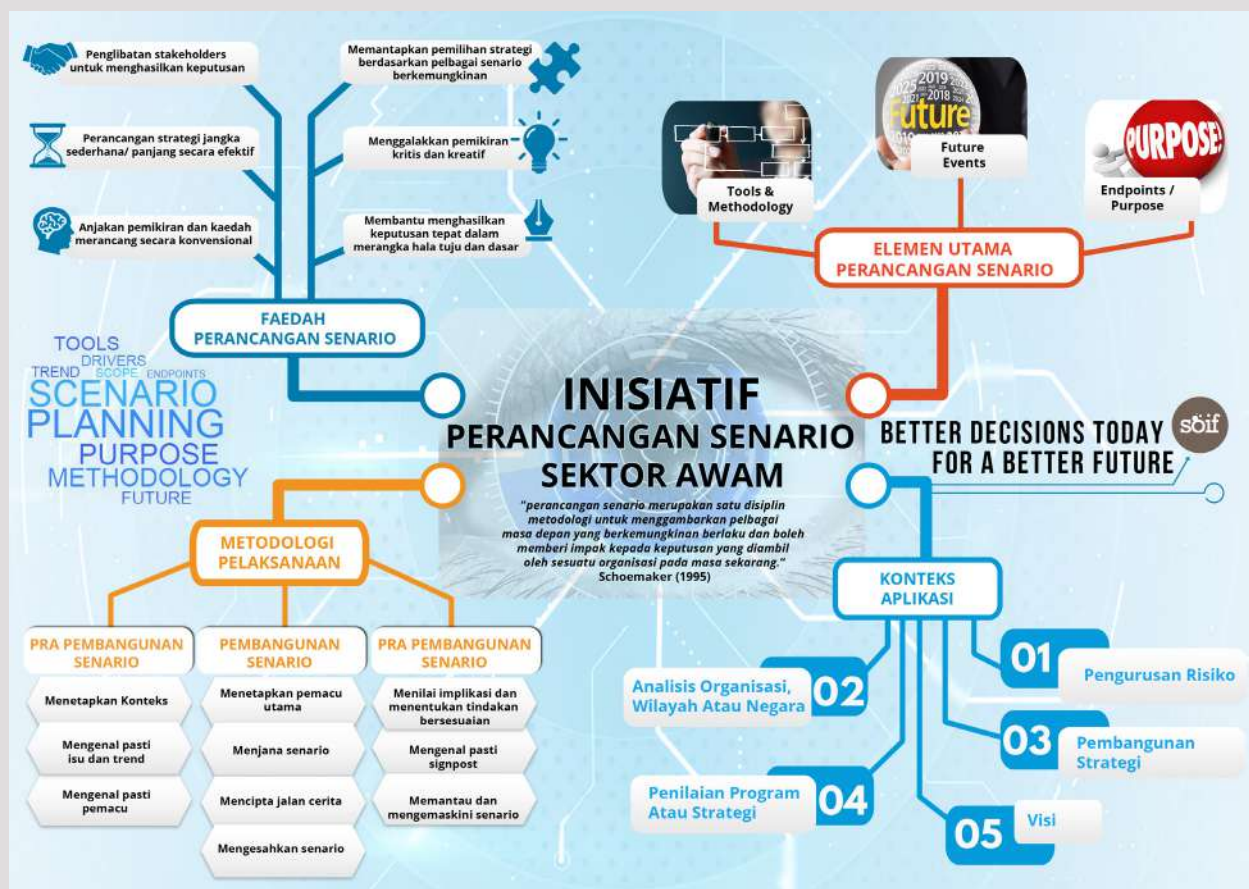 Penglibatan stakeholders
untuk menghasilkan keputusan
Perancangan strategi jangka
sederhana/ panjang secara efektif
Anjakan pemikiran dan kaedah
merancang secara konvensional
Memantapkan pemilihan strategi
berdasarkan pelbagai senario
berkemungkinan
Menggalakkan pemikiran
kritis dan kreatif
Membantu menghasilkan
keputusan tepat dalam
merangka hala tuju dan dasar
FAEDAH
PERANCANGAN SENARIO
2025 2019
2018
Future
Tools &
Methodology
Future
Events
PURPOSE!
Endpoints /
Purpose
ELEMEN UTAMA
PERANCANGAN SENARIO
TOOLS
DRIVERS
TREND SCOPE ENDPOINTS
SCENARIO
PLANNING
PURPOSE
METHODOLOGY
FUTURE
INISIATIF
PERANCANGAN SENARIO
SEKTOR AWAM
"perancangan senario merupakan satu disiplin
metodologi untuk menggambarkan pelbagai
masa depan yang berkemungkinan berlaku dan boleh
memberi impak kepada keputusan yang diambil
oleh sesuatu organisasi pada masa sekarang."
Schoemaker (1995)
BETTER DECISIONS TODAY
FOR A BETTER FUTURE
soif
METODOLOGI
PELAKSANAAN
PRA PEMBANGUNAN
SENARIO
Menetapkan Konteks
Mengenal pasti
isu dan trend
Mengenal pasti
pemacu
PEMBANGUNAN
SENARIO
Menetapkan pemacu
utama
Menjana senario
Mencipta jalan cerita
Mengesahkan senario
PRA PEMBANGUNAN
SENARIO
Menilai implikasi dan
menentukan tindakan
bersesuaian
Mengenal pasti
signpost
Memantau dan
mengemaskini senario
KONTEKS
APLIKASI
01
Pengurusan Risiko
02
Analisis Organisasi,
Wilayah Atau Negara
03
Pembangunan
Strategi
04
Penilaian Program
Atau Strategi
05
Visi